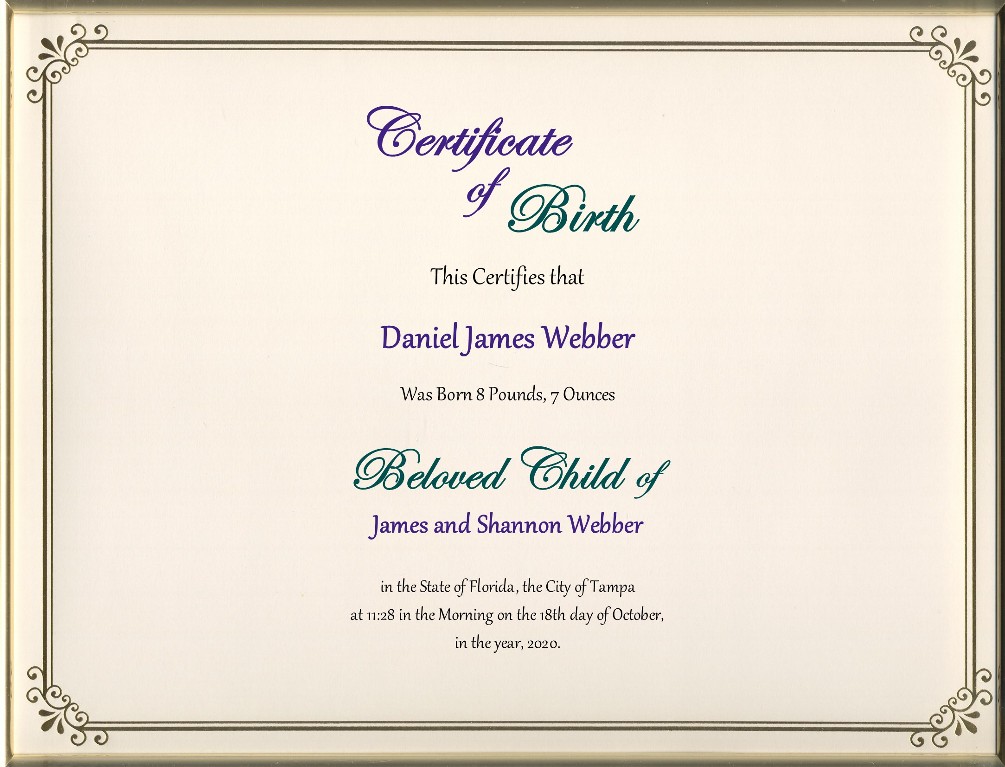 Certificate
of
Birth
This Certifies that
Daniel James Webber
Was Born 8 Pounds, 7 Ounces
Beloved Child of
James and Shannon Webber
in the State of Florida, the City of Tampa
at 11:28 in the Morning on the 18th day of October,
in the year, 2020.